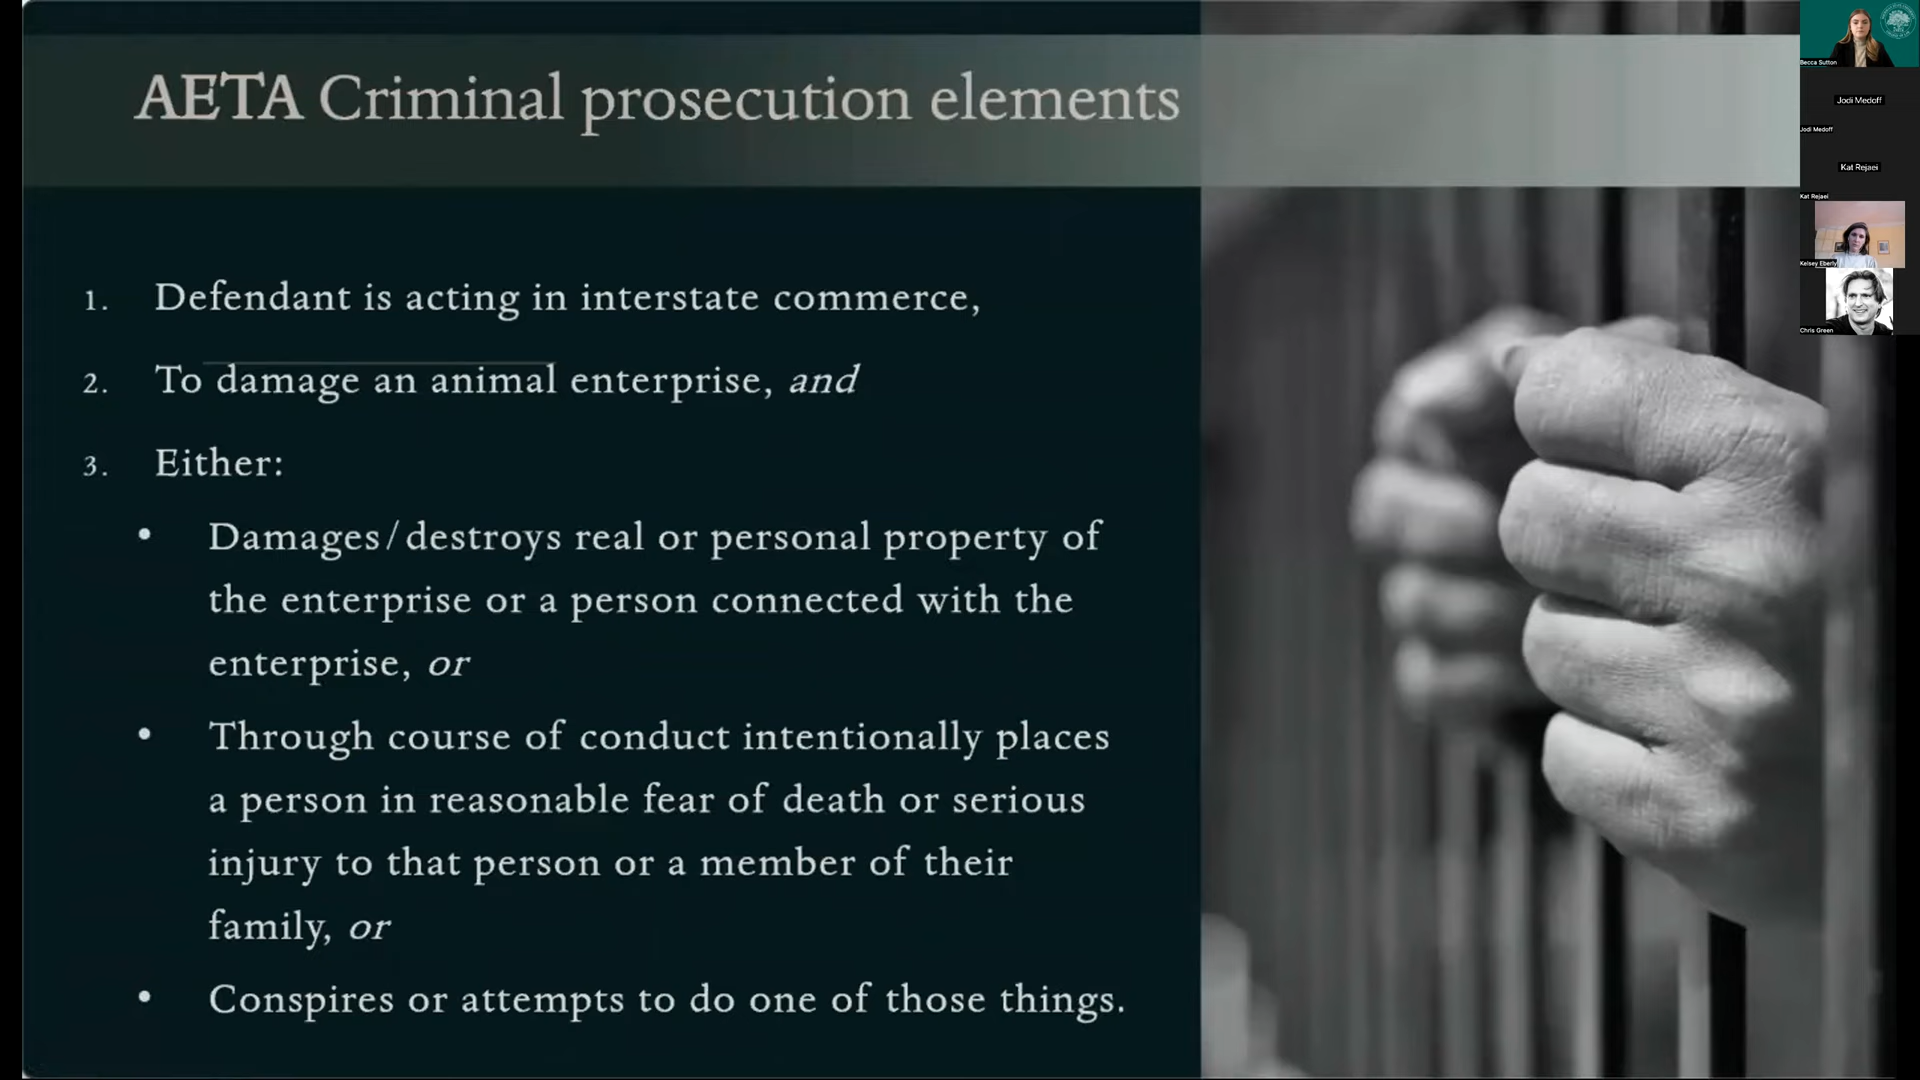 AETA Criminal prosecution elements
1. Defendant is acting in interstate commerce,
2. To damage an animal enterprise, and
3. Either:
• Damages/destroys real or personal property of
the enterprise or a person connected with the
enterprise, or
• Through course of conduct intentionally places
a person in reasonable fear of death or serious
injury to that person or a member of their
family, or
• Conspires or attempts to do one of those things.
Becca Sutton
Jodi Medoff
Jodi Medoff
Kat Rejaei
Kat Rejaei
Kelsey Eberly
Chris Green